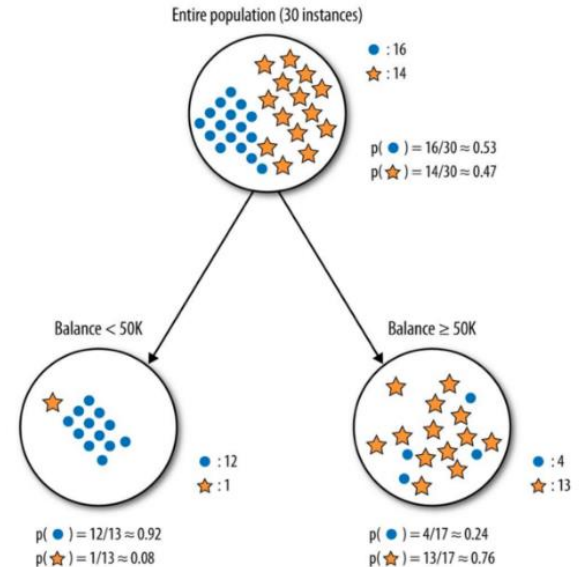 Entire population (30 instances)
: 16
: 14
p( ) = 16/30 ≈ 0.53
p( ) = 14/30 ≈ 0.47
Balance < 50K
Balance ≥ 50K
: 12
: 1
: 4
: 13
p( ) = 12/13 ≈ 0.92
p( ) = 1/13 ≈ 0.08
p( ) = 4/17 ≈ 0.24
p( ) = 13/17 ≈ 0.76